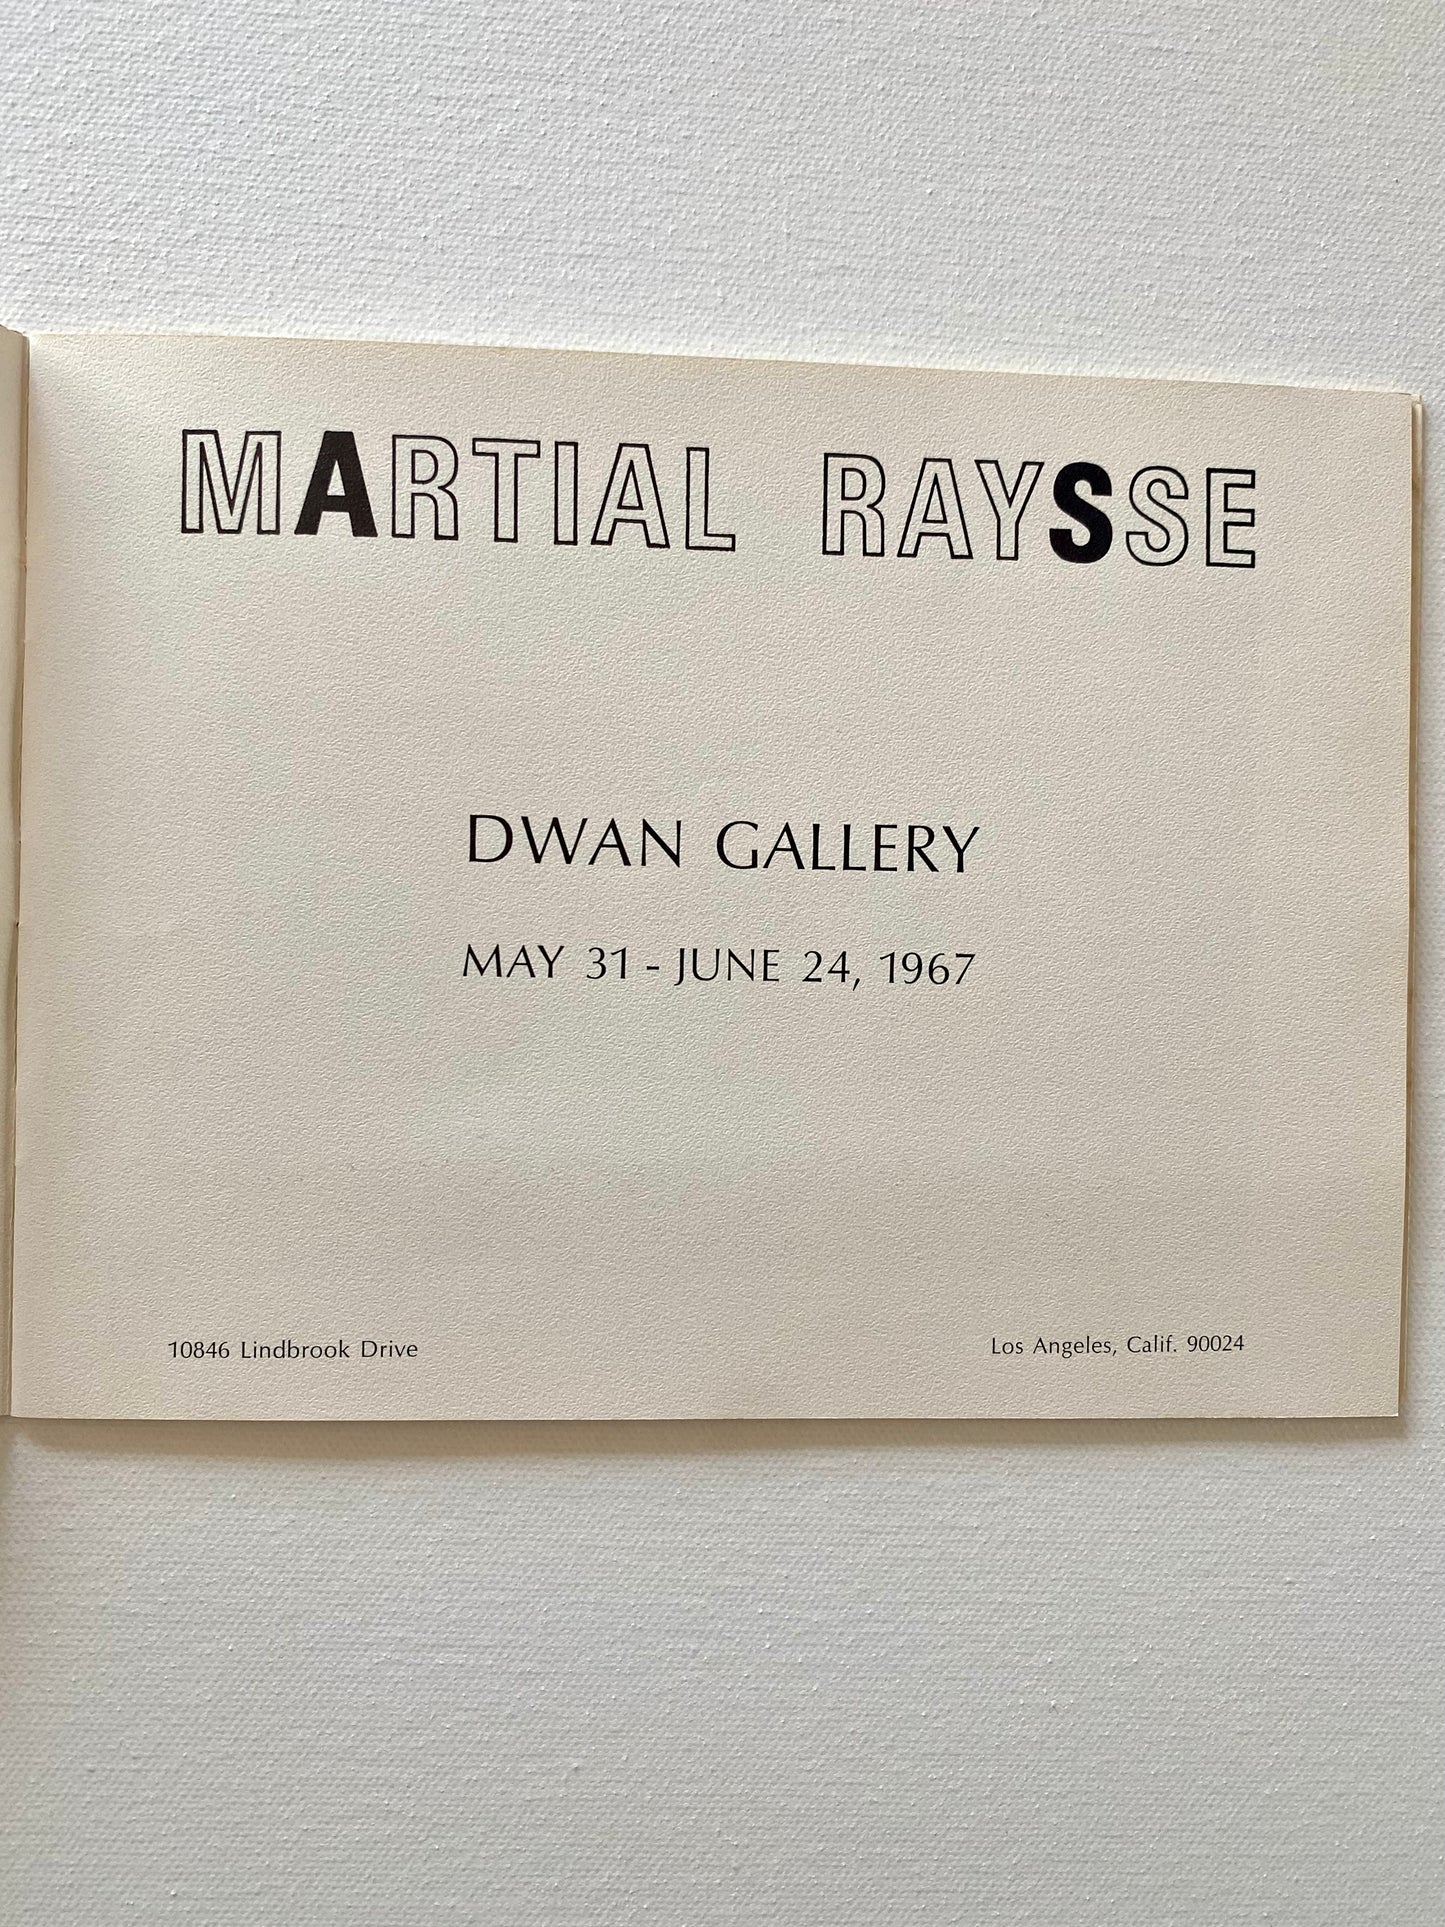 MARTIAL RAYSSE
DWAN GALLERY
MAY 31 - JUNE 24, 1967
10846 Lindbrook Drive
Los Angeles, Calif. 90024